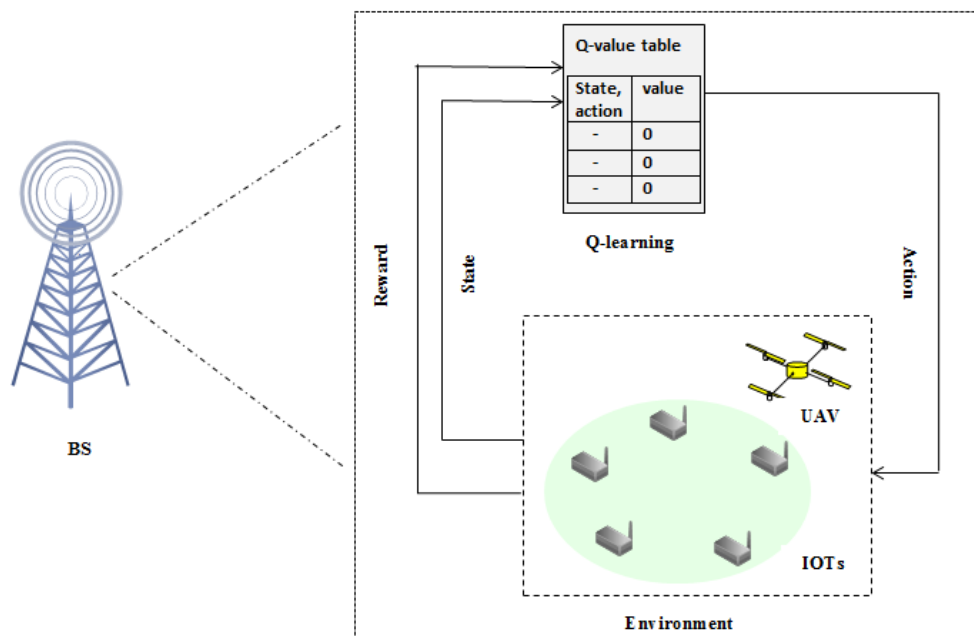 Q-value table
State, value
action
- 0
- 0
- 0
Q-learning
Reward
State
Action
UAV
BS
IOTs
Environment